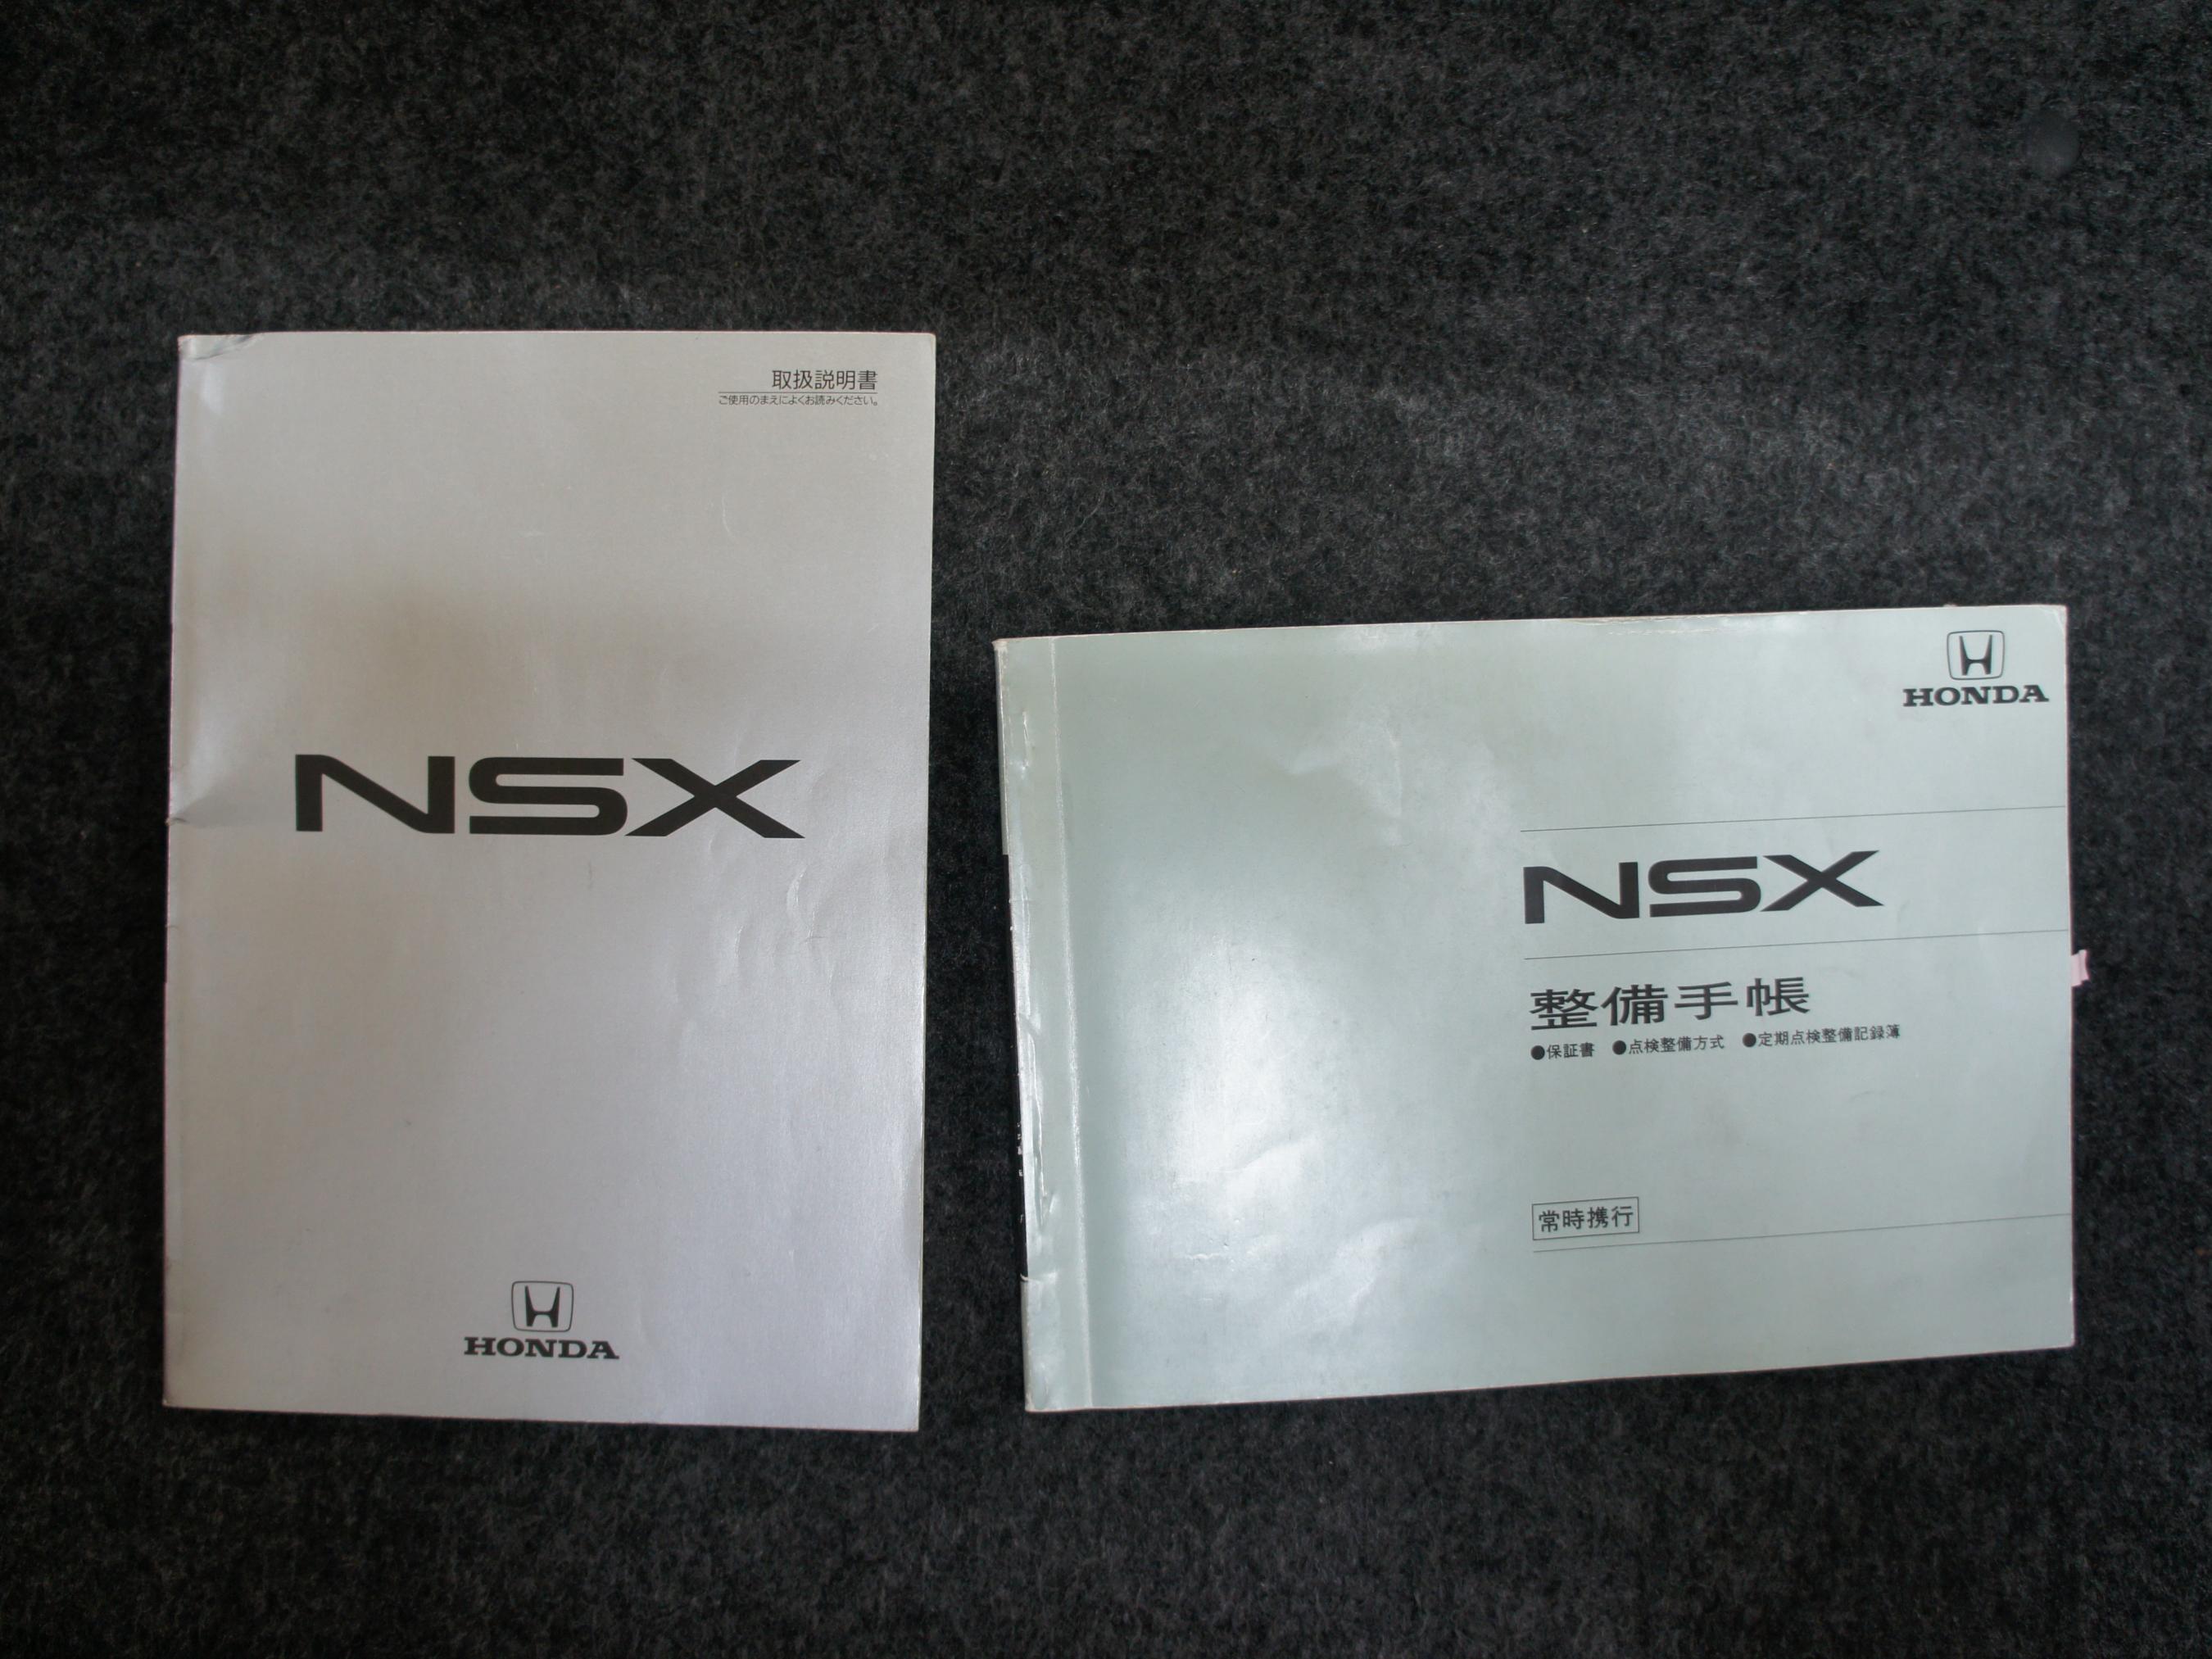 取扱説明書
ご使用のまえによくお読みください。
NSX
HONDA
HONDA
NSX
整備手帳
●保証書 ●点検整備方式 ●定期点検整備記録簿
常時携行